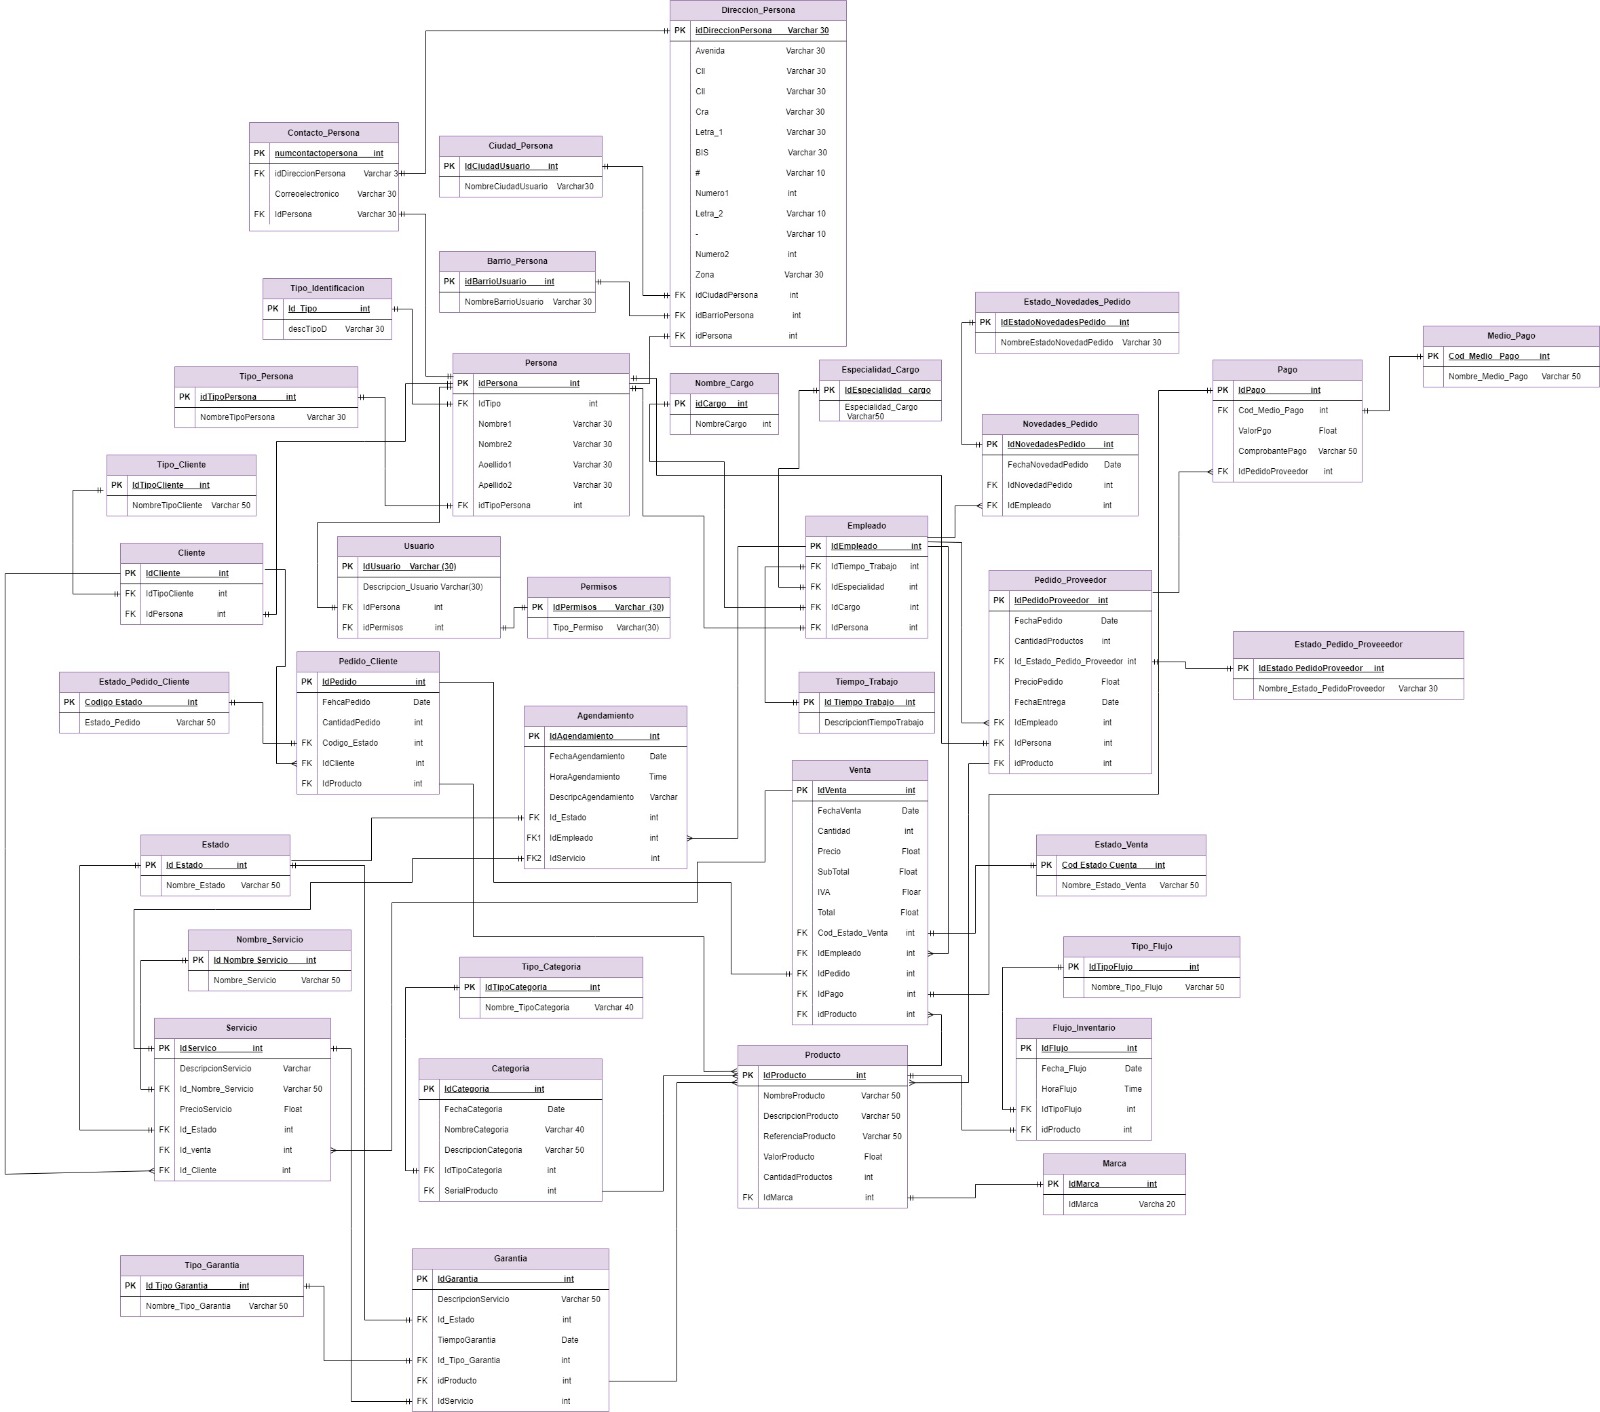 Direccion_Persona
PK idDireccionPersona Varchar 30
Avenida Varchar 30
Cll Varchar 30
Cll Varchar 30
Cra Varchar 30
Letra_1 Varchar 30
BIS Varchar 30
# Varchar 10
Numero1 int
Letra_2 Varchar 10
- Varchar 10
Numero2 int
Zona Varchar 30
FK idCiudadPersona int
FK idBarrioPersona int
FK idPersona int
Contacto_Persona
PK numcontactopersona int
FK idDireccionPersona Varchar 3
Correoelectronico Varchar 30
FK IdPersona Varchar 30
Ciudad_Persona
PK IdCiudadUsuario int
NombreCiudadUsuario Varchar30
Barrio_Persona
PK idBarrioUsuario int
NombreBarrioUsuario Varchar 30
Tipo_Identificacion
PK Id_Tipo int
descTipoD Varchar 30
Tipo_Persona
PK idTipoPersona int
NombreTipoPersona Varchar 30
Persona
PK idPersona int
FK IdTipo int
Nombre1 Varchar 30
Nombre2 Varchar 30
Aoellido1 Varchar 30
Apellido2 Varchar 30
FK idTipoPersona int
Nombre_Cargo
PK idCargo int
NombreCargo int
Especialidad_Cargo
PK IdEspecialidad_cargo
Especialidad_Cargo
Varchar50
Estado_Novedades_Pedido
PK IdEstadoNovedadesPedido int
NombreEstadoNovedadPedido Varchar 30
Novedades_Pedido
PK IdNovedadesPedido int
FechaNovedadPedido Date
FK IdNovedadPedido int
FK IdEmpleado int
Pago
PK IdPago int
FK Cod_Medio_Pago int
ValorPgo Float
ComprobantePago Varchar 50
FK IdPedidoProveedor int
Medio_Pago
PK Cod_Medio_Pago int
Nombre_Medio_Pago Varchar 50
Tipo_Cliente
PK IdTipoCliente int
NombreTipoCliente Varchar 50
Cliente
PK IdCliente int
FK IdTipoCliente int
FK IdPersona int
Usuario
PK IdUsuario Varchar (30)
Descripcion_Usuario Varchar(30)
FK IdPersona int
FK idPermisos int
Permisos
PK IdPermisos Varchar (30)
Tipo_Permiso Varchar(30)
Empleado
PK IdEmpleado int
FK IdTiempo_Trabajo int
FK IdEspecialidad int
FK IdCargo int
FK IdPersona int
Pedido_Proveedor
PK IdPedidoProveedor int
FechaPedido Date
CantidadProductos int
FK Id_Estado_Pedido_Proveedor int
PrecioPedido Float
FechaEntrega Date
FK IdEmpleado int
FK IdPersona int
FK idProducto int
Estado_Pedido_Proveeedor
PK IdEstado PedidoProveedor int
Nombre_Estado_PedidoProveedor Varchar 30
Estado_Pedido_Cliente
PK Codigo Estado int
Estado_Pedido Varchar 50
Pedido_Cliente
PK IdPedido int
FehcaPedido Date
CantidadPedido int
FK Codigo_Estado int
FK IdCliente int
FK IdProducto int
Tiempo_Trabajo
PK Id Tiempo Trabajo int
DescripciontTiempoTrabajo
Agendamiento
PK IdAgendamiento int
FechaAgendamiento Date
HoraAgendamiento Time
DescripcAgendamiento Varchar
FK Id_Estado int
FK1 IdEmpleado int
FK2 IdServicio int
Venta
PK IdVenta int
FechaVenta Date
Cantidad int
Precio Float
SubTotal Float
IVA Floar
Total Float
FK Cod_Estado_Venta int
FK IdEmpleado int
FK IdPedido int
FK IdPago int
FK idProducto int
Estado
PK Id Estado int
Nombre_Estado Varchar 50
Estado_Venta
PK Cod Estado Cuenta int
Nombre_Estado_Venta Varchar 50
Nombre_Servicio
PK Id Nombre Servicio int
Nombre_Servicio Varchar 50
Tipo_Categoria
PK IdTipoCategoria int
Nombre_TipoCategoria Varchar 40
Tipo_Flujo
PK IdTipoFlujo int
Nombre_Tipo_Flujo Varchar 50
Servicio
PK IdServico int
DescripcionServicio Varchar
FK Id_Nombre_Servicio Varchar 50
PrecioServicio Float
FK Id_Estado int
FK Id_venta int
FK Id_Cliente int
Categoria
PK IdCategoria int
FechaCategoria Date
NombreCategoria Varchar 40
DescripcionCategoria Varchar 50
FK IdTipoCategoria int
FK SerialProducto int
Producto
PK IdProducto int
NombreProducto Varchar 50
DescripcionProducto Varchar 50
ReferenciaProducto Varchar 50
ValorProducto Float
CantidadProductos int
FK IdMarca int
Flujo_Inventario
PK IdFlujo int
Fecha_Flujo Date
HoraFlujo Time
FK IdTipoFlujo int
FK idProducto int
Marca
PK IdMarca int
IdMarca Varcha 20
Tipo_Garantia
PK Id Tipo Garantia int
Nombre_Tipo_Garantia Varchar 50
Garantia
PK IdGarantia int
DescripcionServicio Varchar 50
FK Id_Estado int
TiempoGarantia Date
FK Id_Tipo_Garantia int
FK idProducto int
FK IdServicio int